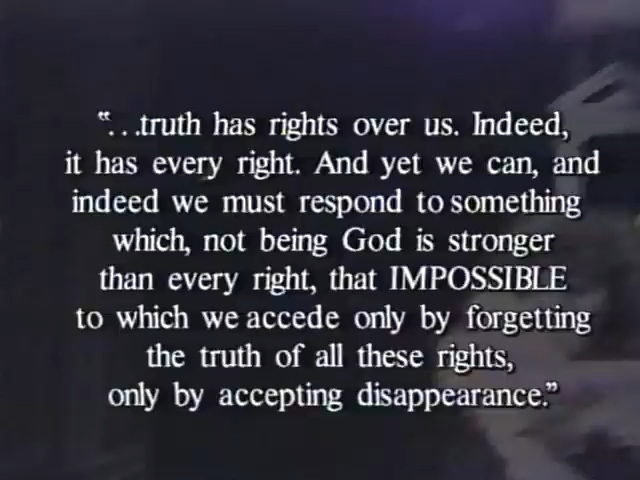 “...truth has rights over us. Indeed,
it has every right. And yet we can, and
indeed we must respond to something
which, not being God is stronger
than every right, that IMPOSSIBLE
to which we accede only by forgetting
the truth of all these rights,
only by accepting disappearance.”